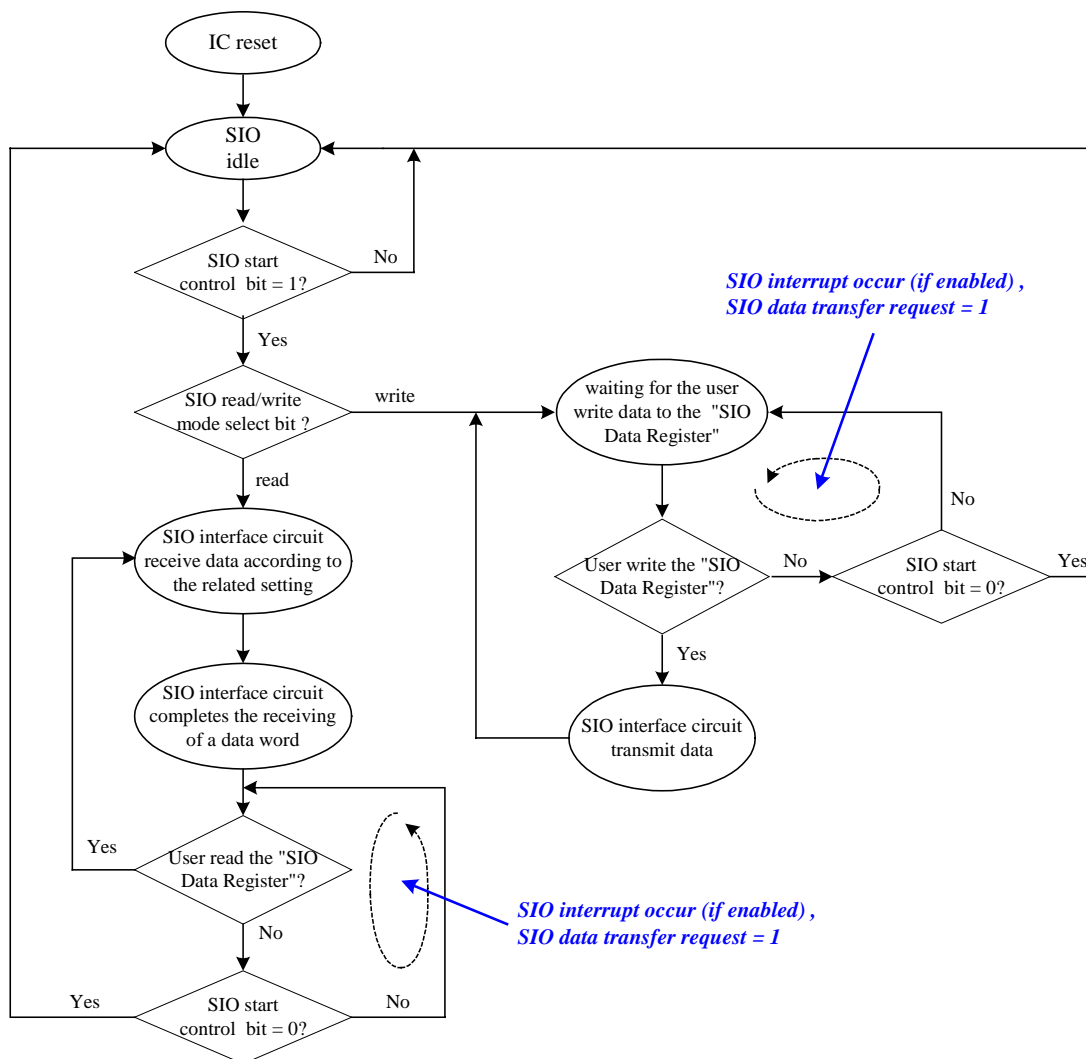 IC reset
SIO
idle
SIO start
control bit = 1?
No
Yes
SIO read/write
mode select bit ?
write
read
SIO interrupt occur (if enabled) ,
SIO data transfer request = 1
waiting for the user
write data to the "SIO
Data Register"
User write the "SIO
Data Register"?
No
Yes
SIO start
control bit = 0?
No
Yes
SIO interface circuit
transmit data
SIO interface circuit
receive data according to
the related setting
SIO interface circuit
completes the receiving
of a data word
User read the "SIO
Data Register"?
Yes
No
SIO interrupt occur (if enabled) ,
SIO data transfer request = 1
SIO start
control bit = 0?
Yes
No